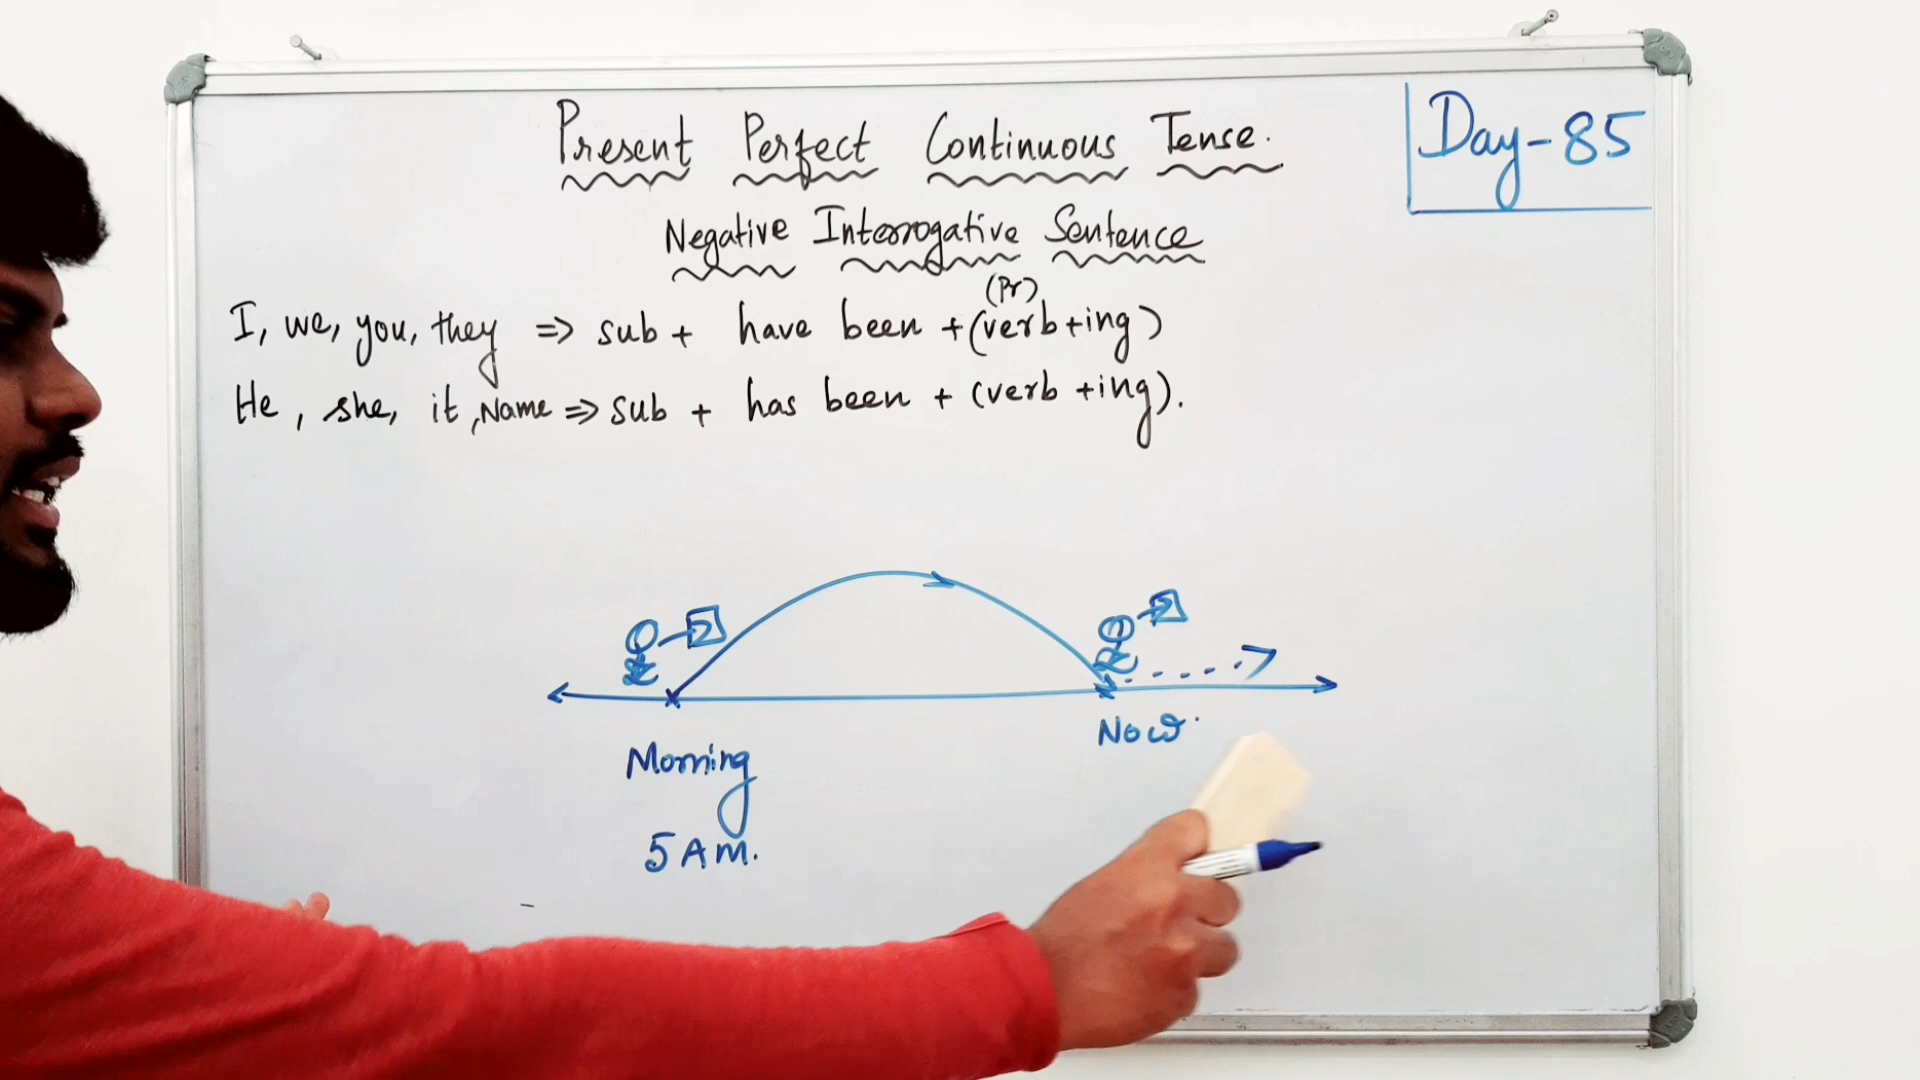 Present Perfect Continuous Tense.
Day-85
Negative Interrogative Sentence
(Pr)
I, we, you, they => sub + have been + (verb+ing)
He, she, it, Name => sub + has been + (verb +ing).
Now.
Morning
5 AM.